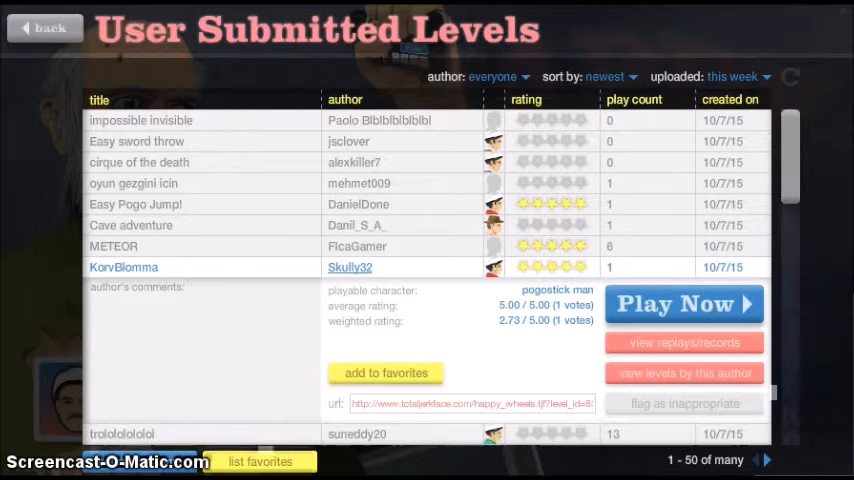 back
User Submitted Levels
author: everyone sort by: newest uploaded: this week
title author rating play count created on
impossible invisible Paolo Blblblblblblbl 0 10/7/15
Easy sword throw jsclover 0 10/7/15
cirque of the death alexkiller7 0 10/7/15
oyun gezgini icin mehmet009 1 10/7/15
Easy Pogo Jump! DanielDone 1 10/7/15
Cave adventure Danil_S_A_ 1 10/7/15
METEOR FlcaGamer 6 10/7/15
KorvBlomma Skully32 1 10/7/15
author's comments:
playable character: pogostick man
average rating: 5.00 / 5.00 (1 votes)
weighted rating: 2.73 / 5.00 (1 votes)
Play Now
view replays/records
add to favorites
view levels by this author
url: http://www.totaljerkface.com/happy_wheels.tjf?level_id=8
flag as inappropriate
trolololololol suneddy20 13 10/7/15
Screencast-O-Matic.com
list favorites
1 - 50 of many